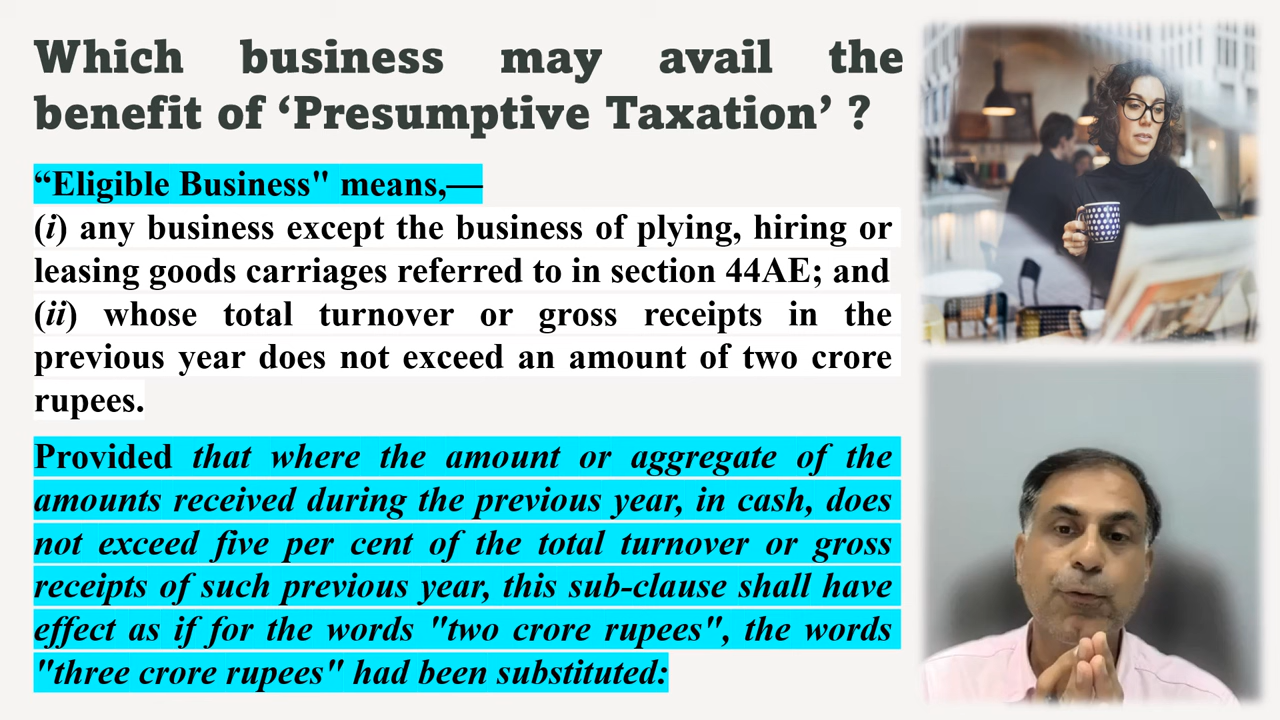 Which business may avail the
benefit of ‘Presumptive Taxation’ ?
“Eligible Business" means,—
(i) any business except the business of plying, hiring or
leasing goods carriages referred to in section 44AE; and
(ii) whose total turnover or gross receipts in the
previous year does not exceed an amount of two crore
rupees.
Provided that where the amount or aggregate of the
amounts received during the previous year, in cash, does
not exceed five per cent of the total turnover or gross
receipts of such previous year, this sub-clause shall have
effect as if for the words "two crore rupees", the words
"three crore rupees" had been substituted: